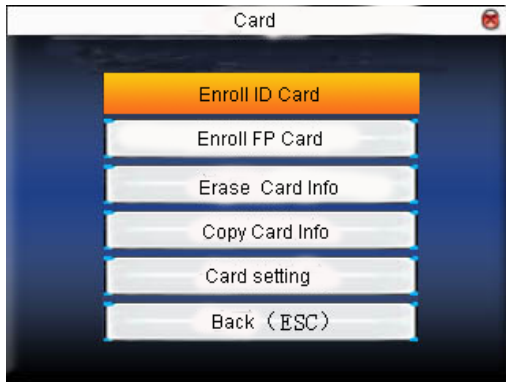 Card
Enroll ID Card
Enroll FP Card
Erase Card Info
Copy Card Info
Card setting
Back（ESC）